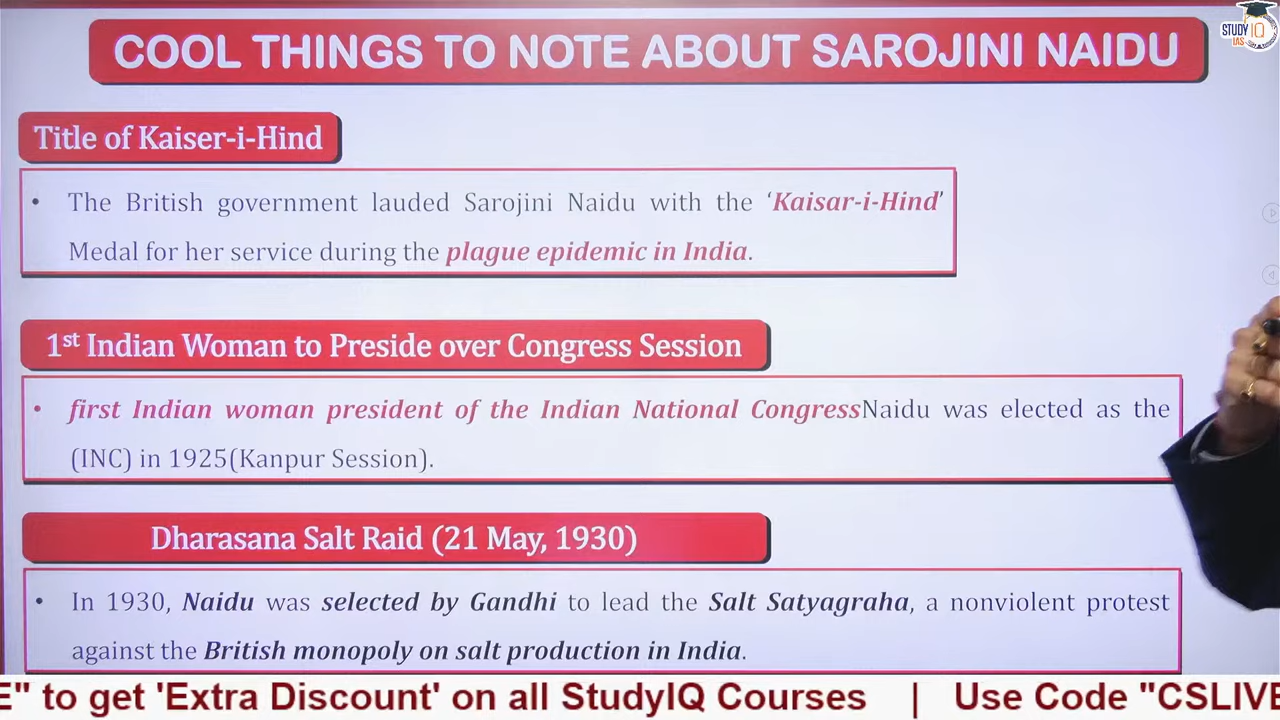 COOL THINGS TO NOTE ABOUT SAROJINI NAIDU
STUDY IQ
IAS
Title of Kaiser-i-Hind
• The British government lauded Sarojini Naidu with the ‘Kaisar-i-Hind’
Medal for her service during the plague epidemic in India.
1st Indian Woman to Preside over Congress Session
• first Indian woman president of the Indian National CongressNaidu was elected as the
(INC) in 1925(Kanpur Session).
Dharasana Salt Raid (21 May, 1930)
• In 1930, Naidu was selected by Gandhi to lead the Salt Satyagraha, a nonviolent protest
against the British monopoly on salt production in India.
E" to get 'Extra Discount' on all StudyIQ Courses | Use Code "CSLIVE